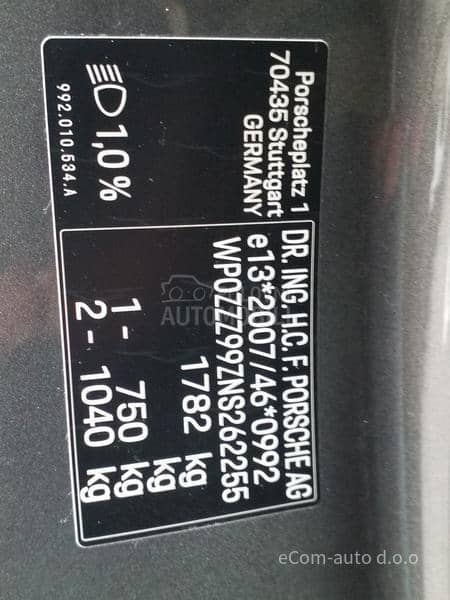 Porscheplatz 1
70435 Stuttgart
GERMANY
1,0%
992.010.534.A
DR. ING. H.C. F. PORSCHE AG
e13*2007/46*0992
WP0ZZZ99ZNS262255
1782 kg
1- 750 kg
2- 1040 kg
eCom-auto d.o.o